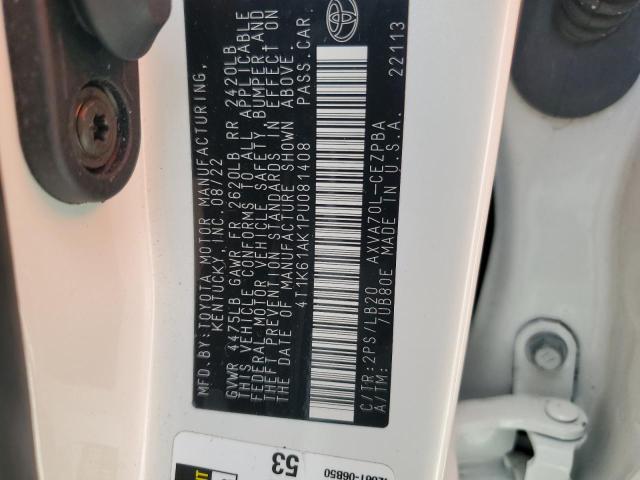 MFD.BY:TOYOTA MOTOR MANUFACTURING,
KENTUCKY, INC. 08/22
GVWR 4475LB GAWR FR 2620LB RR 2420LB
THIS VEHICLE CONFORMS TO ALL APPLICABLE
FEDERAL MOTOR VEHICLE SAFETY, BUMPER, AND
THEFT PREVENTION STANDARDS IN EFFECT ON
THE DATE OF MANUFACTURE SHOWN ABOVE.
4T1K61AK1PU081408 PASS.CAR
C/TR:2PS/LB20 AXVA70L-CEZPBA
A/TM: 7UB80E MADE IN U.S.A.
22113
53
06B50